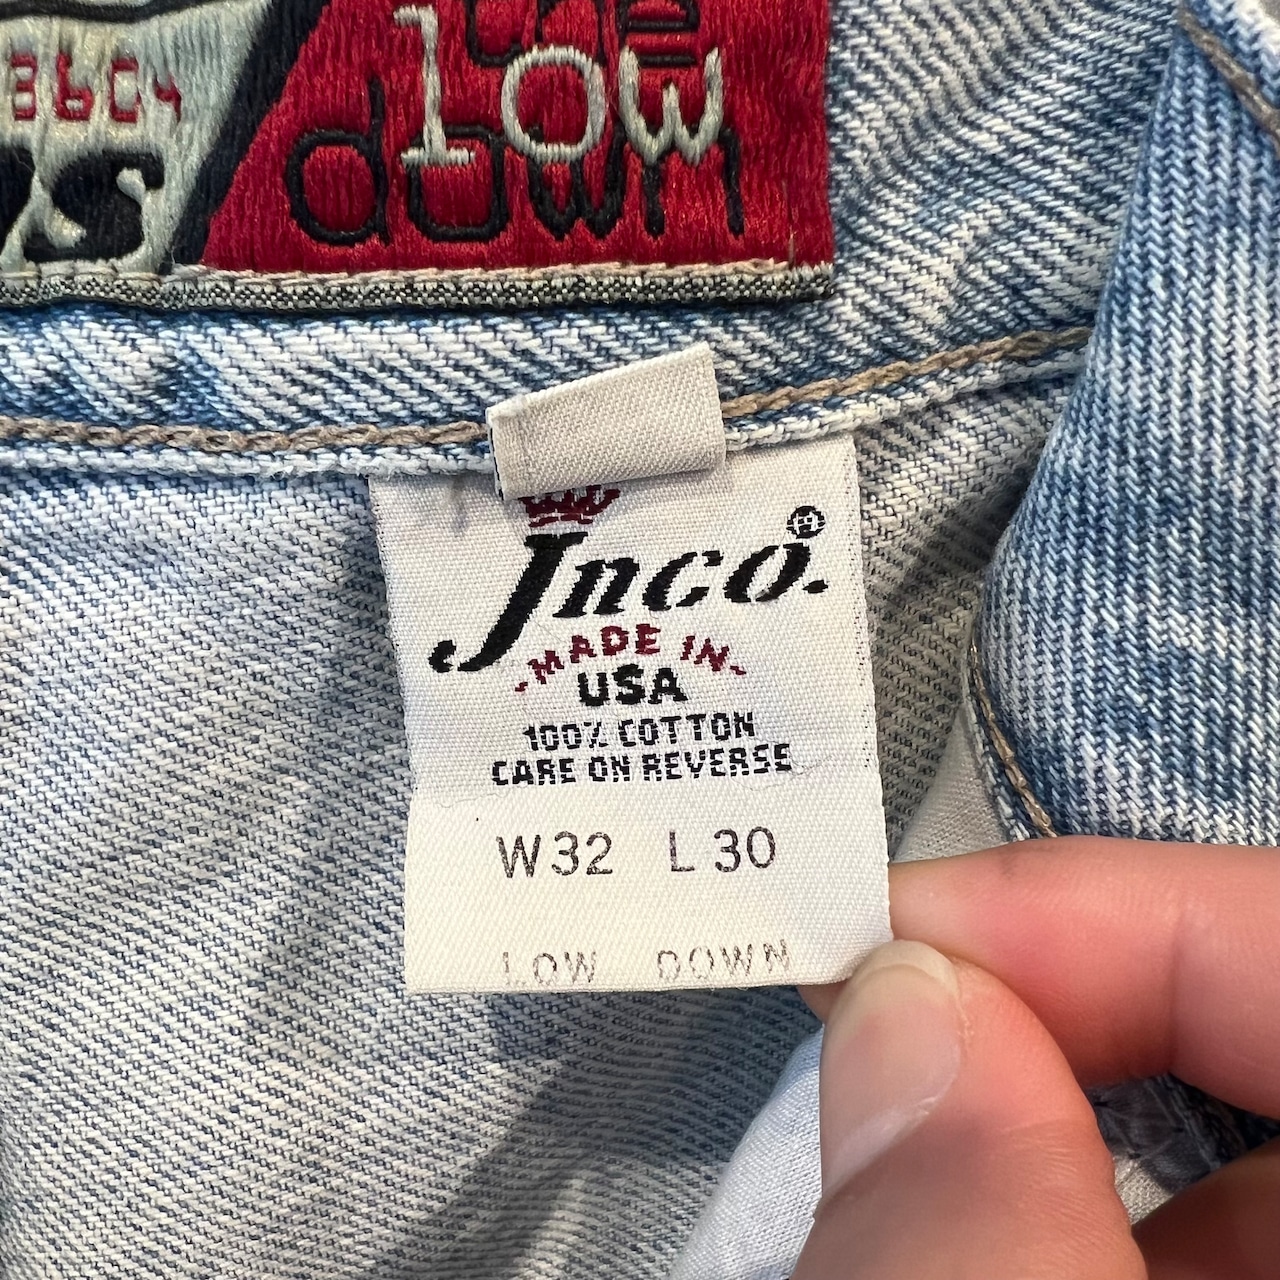 the
low
down
Jnco.
-MADE IN-
USA
100% COTTON
CARE ON REVERSE
W32 L30
LOW DOWN